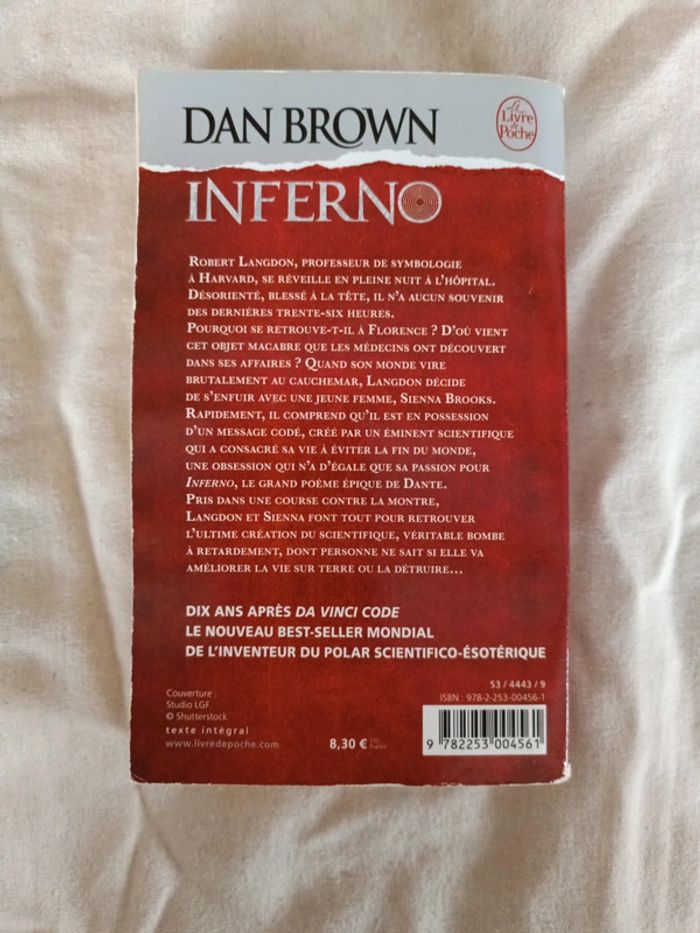 DAN BROWN
Le
Livre
de
Poche
INFERNO
ROBERT LANGDON, PROFESSEUR DE SYMBOLOGIE
À HARVARD, SE RÉVEILLE EN PLEINE NUIT À L'HÔPITAL.
DÉSORIENTÉ, BLESSÉ À LA TÊTE, IL N'A AUCUN SOUVENIR
DES DERNIÈRES TRENTE-SIX HEURES.
POURQUOI SE RETROUVE-T-IL À FLORENCE ? D'OÙ VIENT
CET OBJET MACABRE QUE LES MÉDECINS ONT DÉCOUVERT
DANS SES AFFAIRES ? QUAND SON MONDE VIRE
BRUTALEMENT AU CAUCHEMAR, LANGDON DÉCIDE
DE S'ENFUIR AVEC UNE JEUNE FEMME, SIENNA BROOKS.
RAPIDEMENT, IL COMPREND QU'IL EST EN POSSESSION
D'UN MESSAGE CODÉ, CRÉÉ PAR UN ÉMINENT SCIENTIFIQUE
QUI A CONSACRÉ SA VIE À ÉVITER LA FIN DU MONDE,
UNE OBSESSION QUI N'A D'ÉGALE QUE SA PASSION POUR
INFERNO, LE GRAND POÈME ÉPIQUE DE DANTE.
PRIS DANS UNE COURSE CONTRE LA MONTRE,
LANGDON ET SIENNA FONT TOUT POUR RETROUVER
L'ULTIME CRÉATION DU SCIENTIFIQUE, VÉRITABLE BOMBE
À RETARDEMENT, DONT PERSONNE NE SAIT SI ELLE VA
AMÉLIORER LA VIE SUR TERRE OU LA DÉTRUIRE...
DIX ANS APRÈS DA VINCI CODE
LE NOUVEAU BEST-SELLER MONDIAL
DE L'INVENTEUR DU POLAR SCIENTIFICO-ÉSOTÉRIQUE
Couverture :
Studio LGF.
© Shutterstock
texte intégral
www.livredepoche.com
8,30 € TTC
France
53 / 4443 / 9
ISBN : 978-2-253-00456-1
9 782253 004561